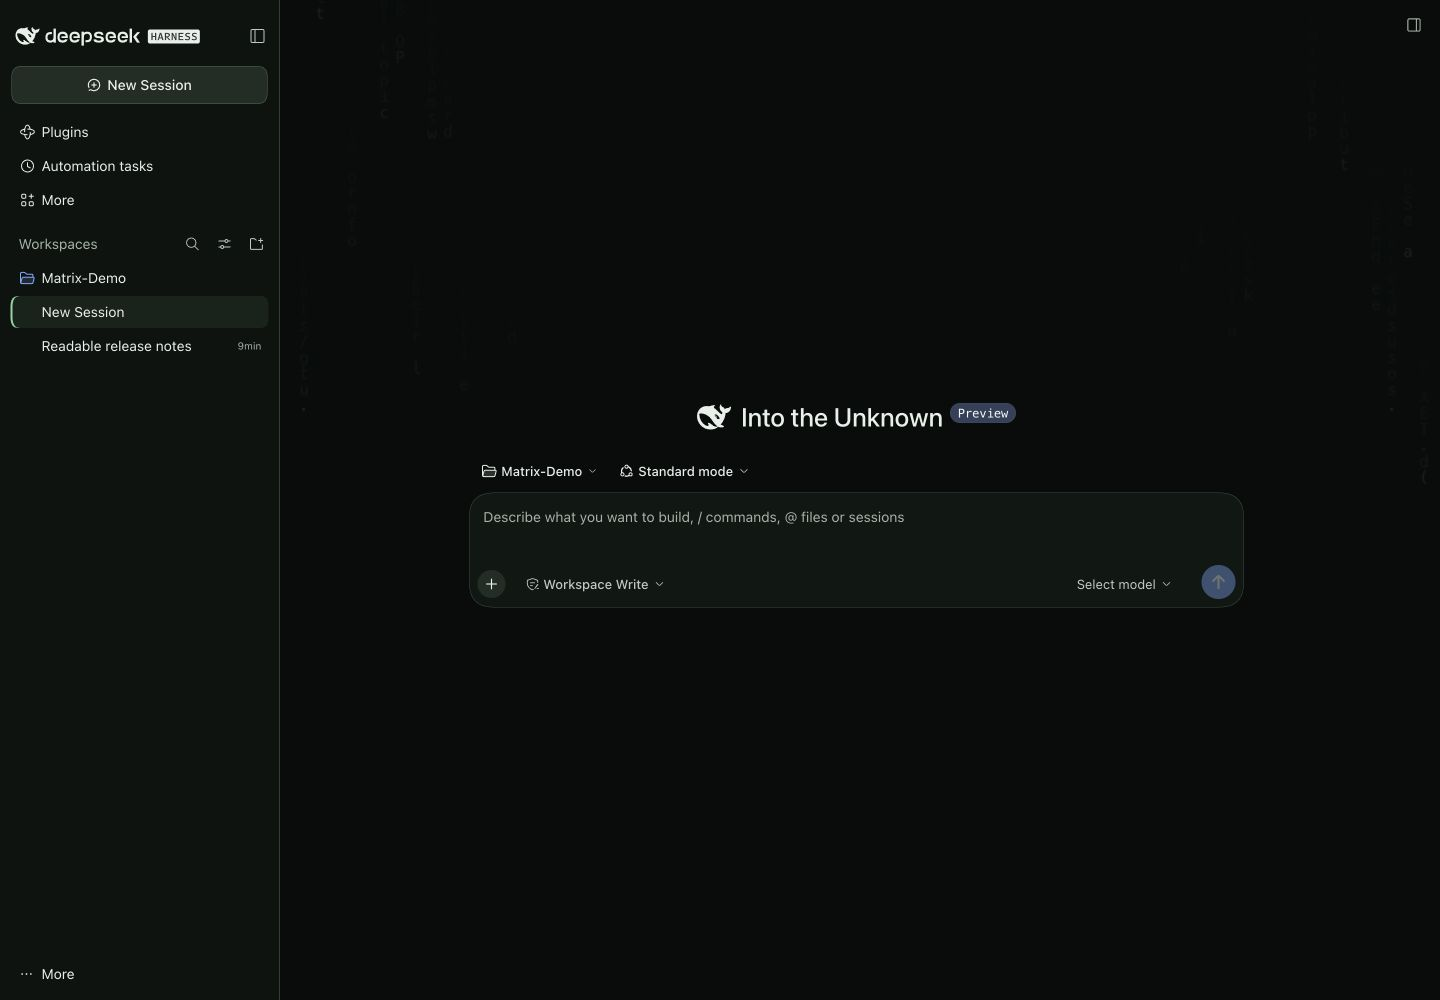 deepseek HARNESS
New Session
Plugins
Automation tasks
More
Workspaces
Matrix-Demo
New Session
Readable release notes 9min
More
Into the Unknown Preview
Matrix-Demo Standard mode
Describe what you want to build, / commands, @ files or sessions
Workspace Write Select model